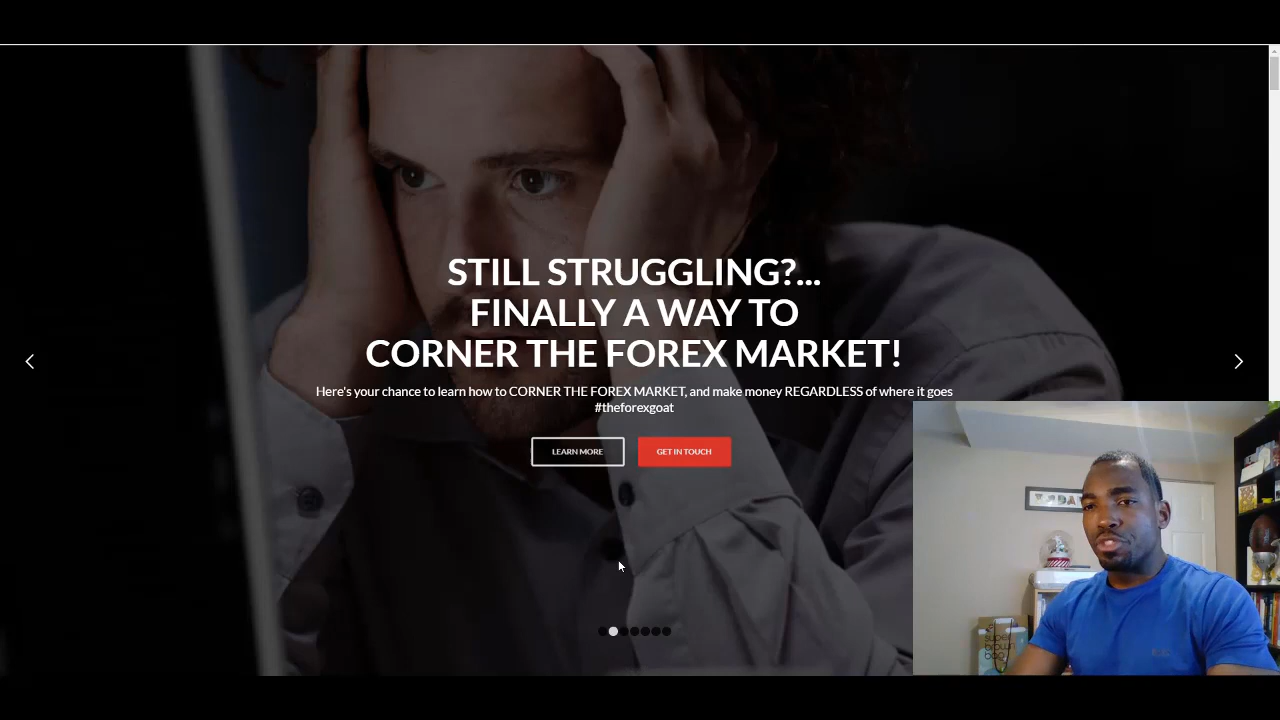 STILL STRUGGLING?...
FINALLY A WAY TO
CORNER THE FOREX MARKET!
Here's your chance to learn how to CORNER THE FOREX MARKET, and make money REGARDLESS of where it goes
#theforexgoat
LEARN MORE
GET IN TOUCH